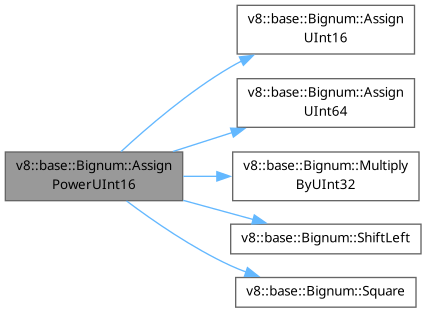 v8::base::Bignum::Assign
UInt16
v8::base::Bignum::Assign
UInt64
v8::base::Bignum::Assign
PowerUInt16
v8::base::Bignum::Multiply
ByUInt32
v8::base::Bignum::ShiftLeft
v8::base::Bignum::Square